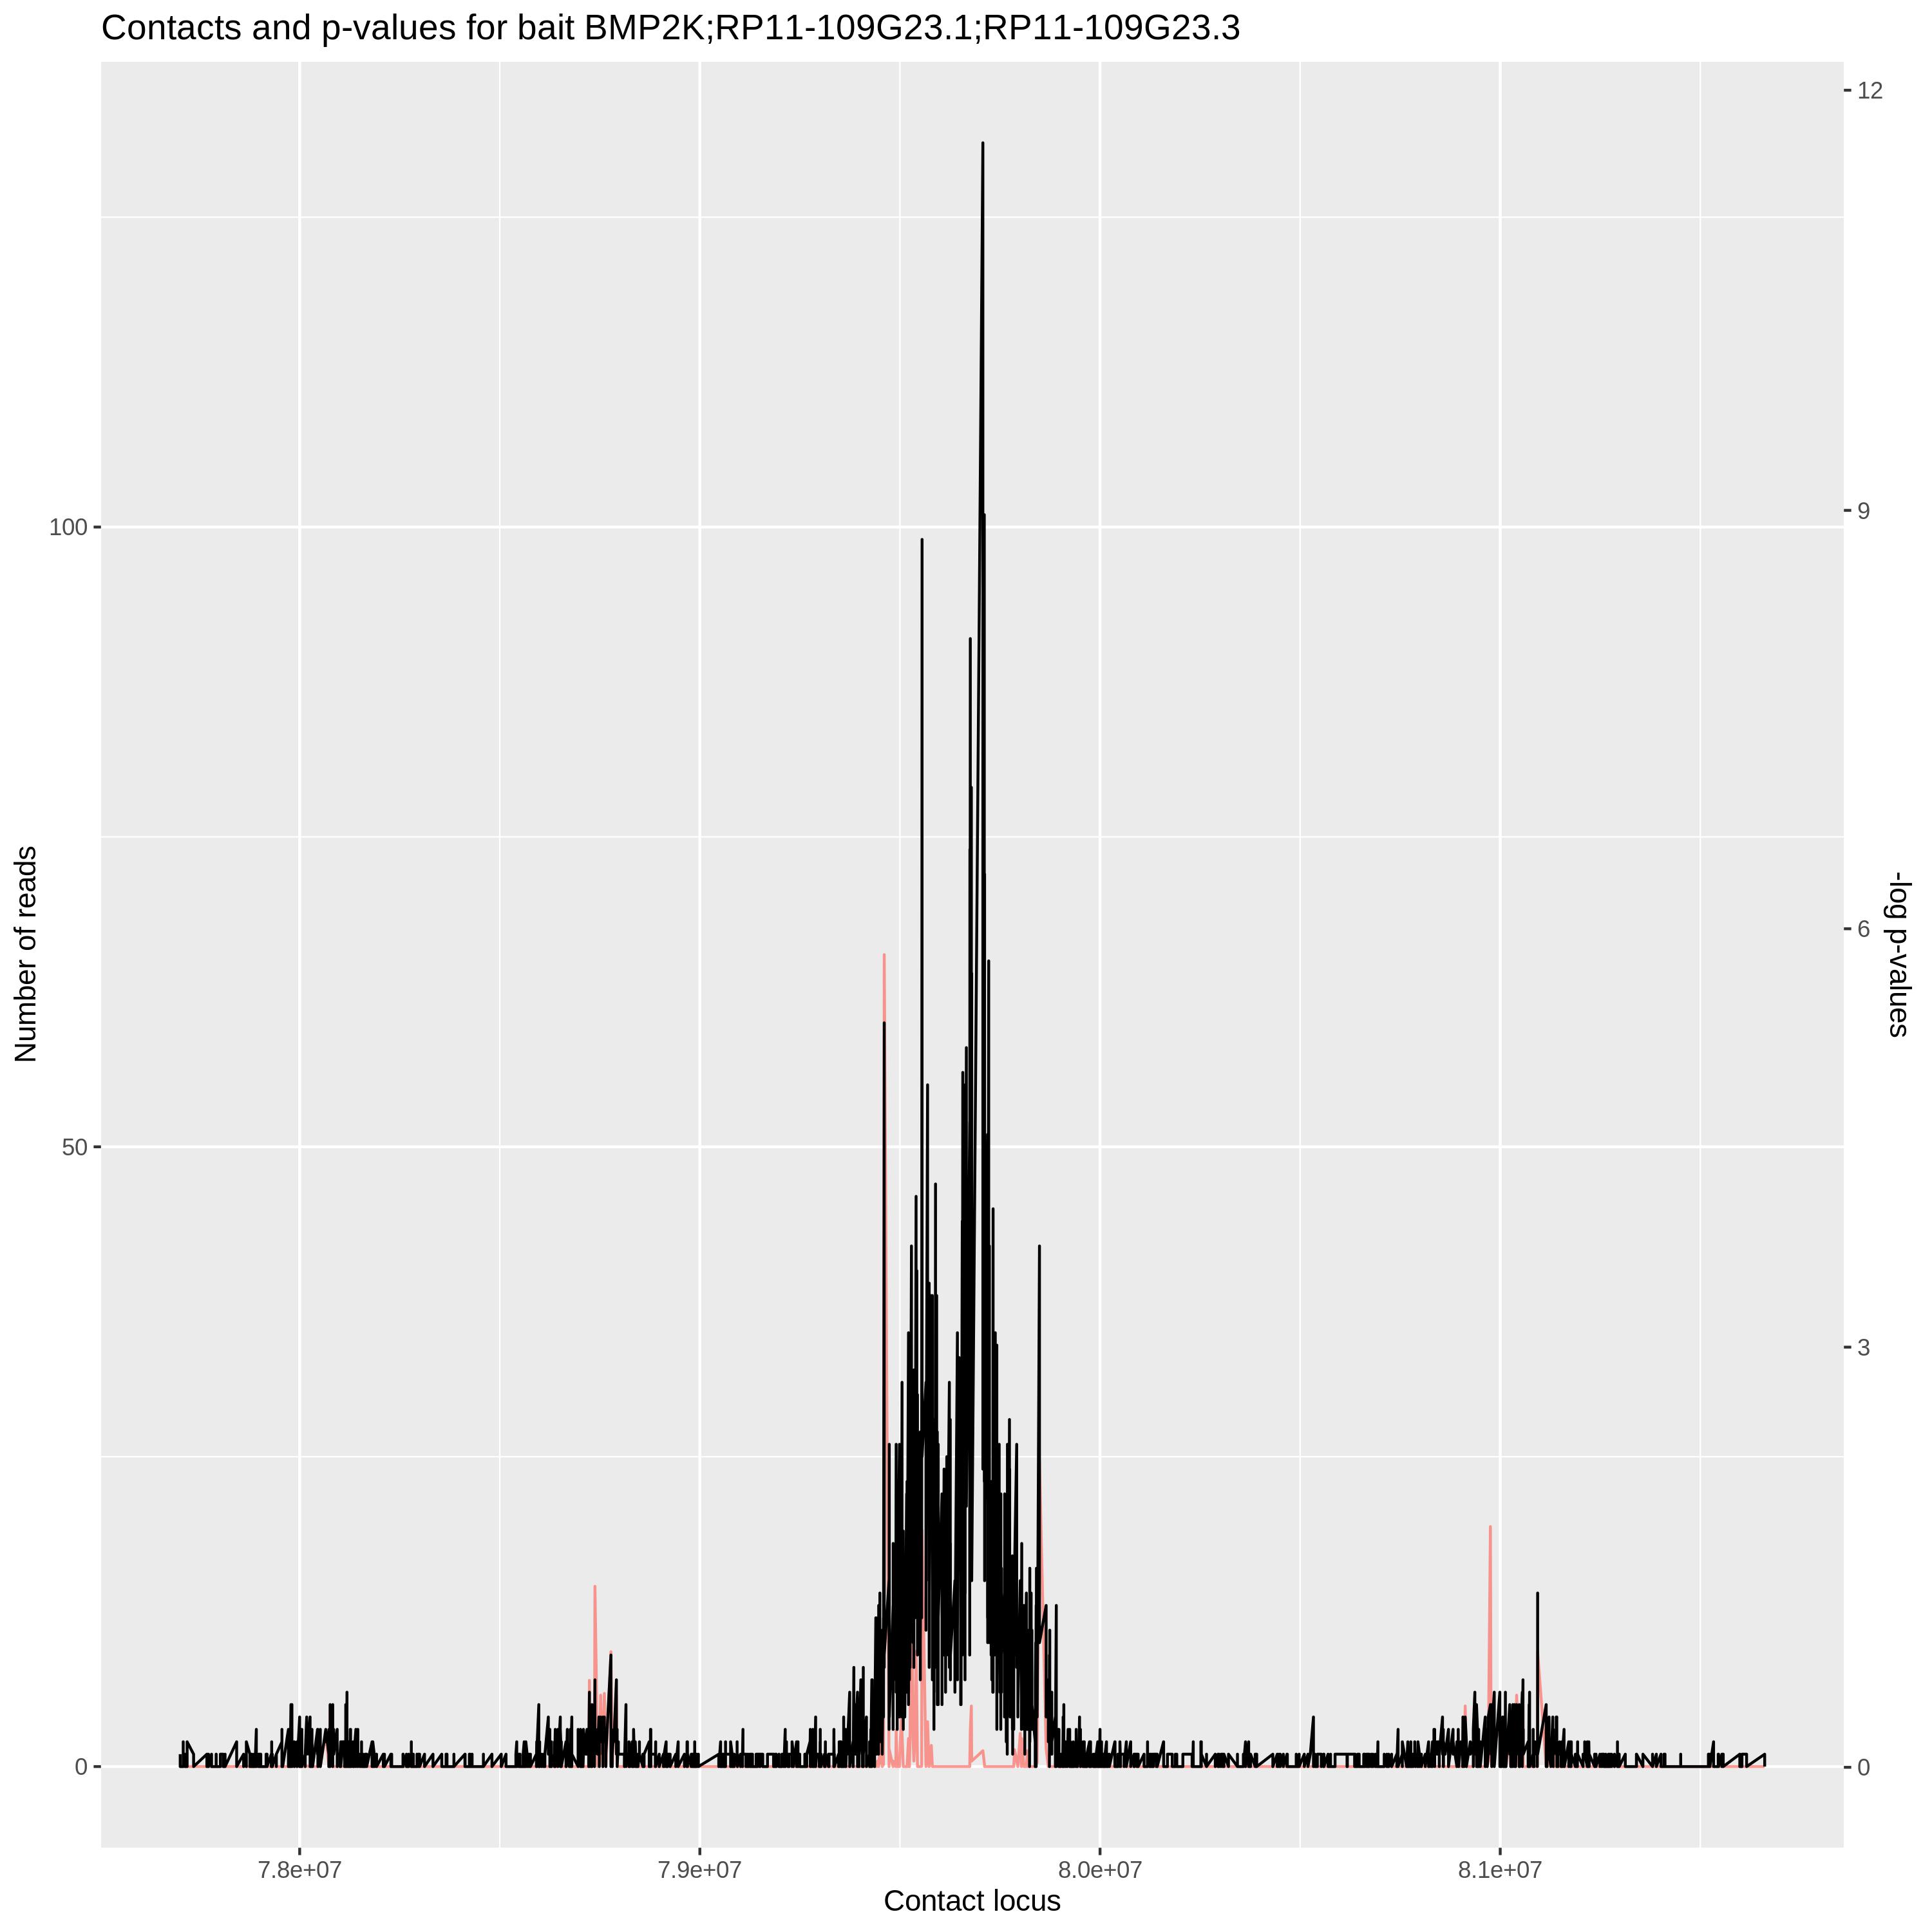 Contacts and p-values for bait BMP2K;RP11-109G23.1;RP11-109G23.3
Number of reads
100
50
0
12
9
6
3
0
-log p-values
7.8e+07
7.9e+07
8.0e+07
8.1e+07
Contact locus